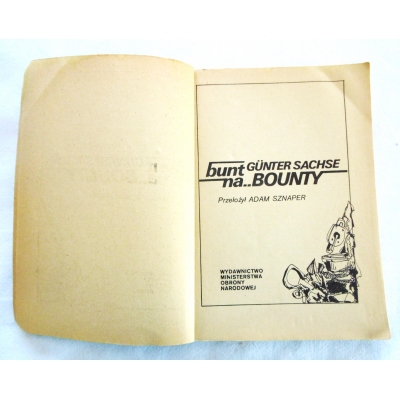 bunt GÜNTER SACHSE
na.. BOUNTY
Przełożył ADAM SZNAPER
WYDAWNICTWO
MINISTERSTWA
OBRONY
NARODOWEJ